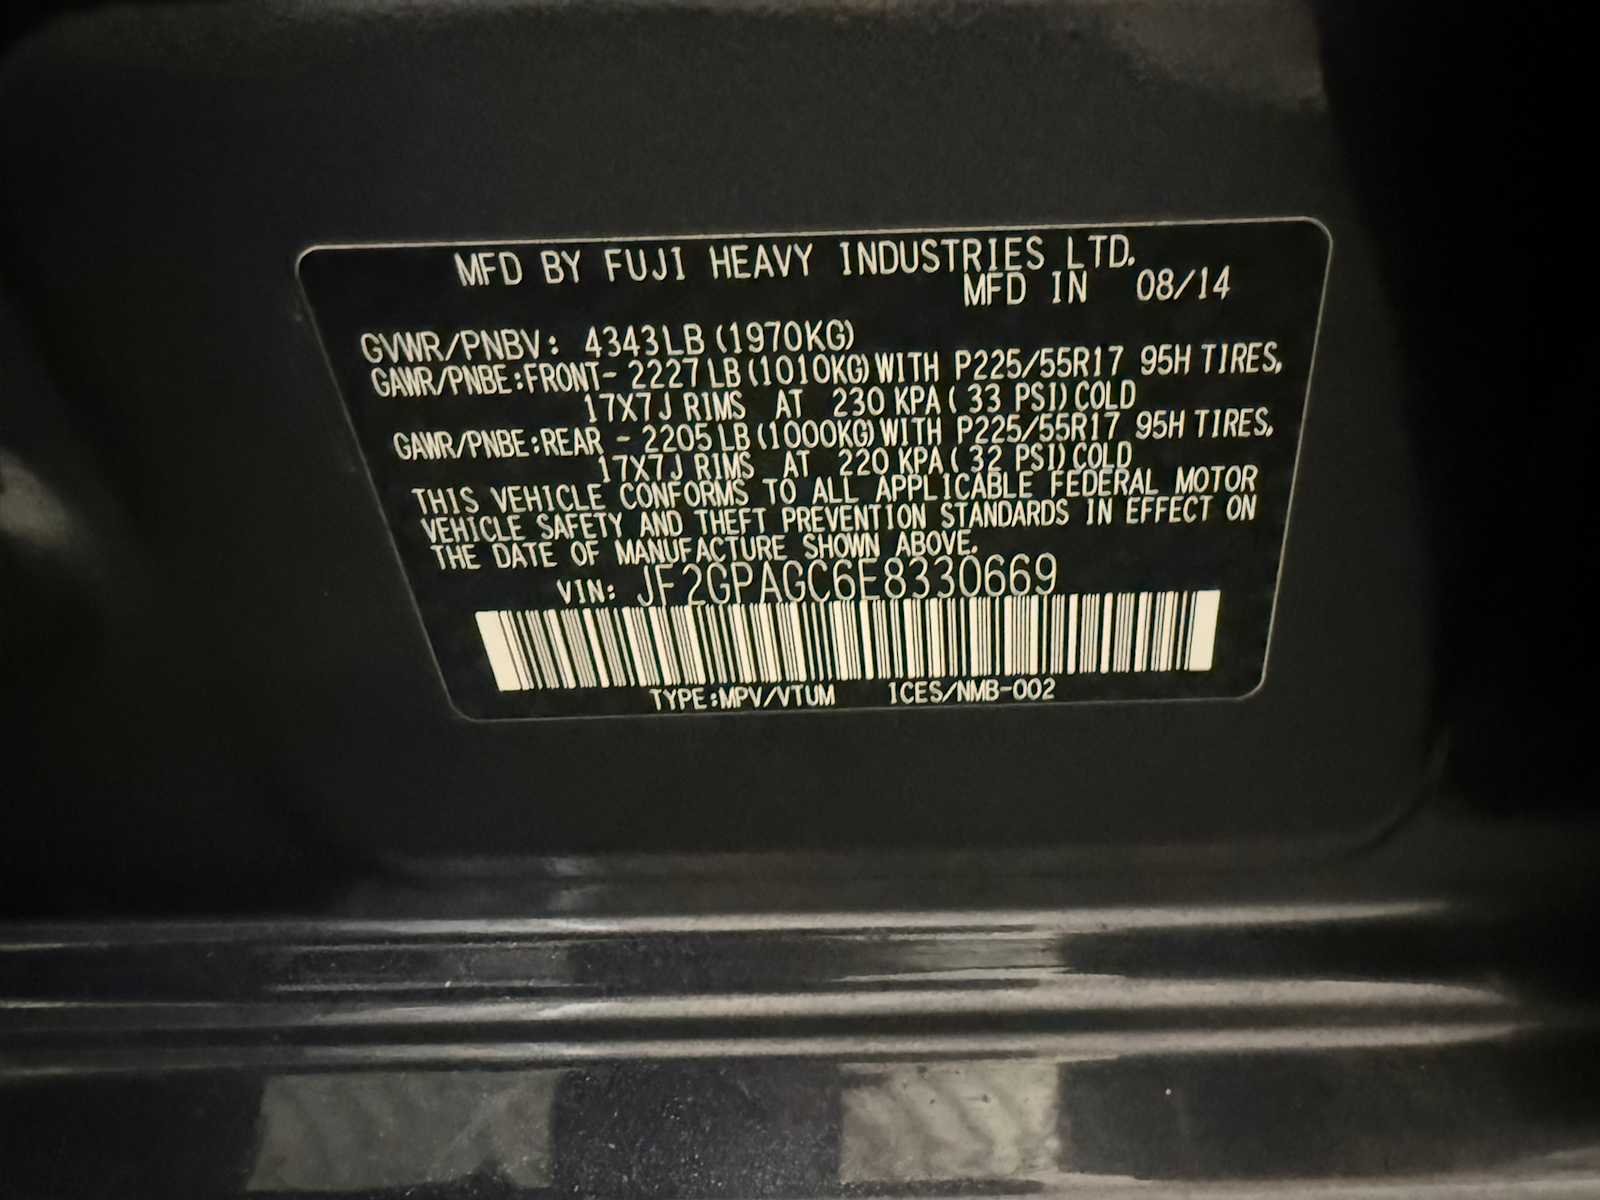 MFD BY FUJI HEAVY INDUSTRIES LTD.
MFD IN 08/14
GVWR/PNBV: 4343LB(1970KG)
GAWR/PNBE:FRONT- 2227LB(1010KG)WITH P225/55R17 95H TIRES,
17X7J RIMS AT 230 KPA( 33 PSI)COLD
GAWR/PNBE:REAR - 2205LB(1000KG)WITH P225/55R17 95H TIRES,
17X7J RIMS AT 220 KPA( 32 PSI)COLD
THIS VEHICLE CONFORMS TO ALL APPLICABLE FEDERAL MOTOR
VEHICLE SAFETY AND THEFT PREVENTION STANDARDS IN EFFECT ON
THE DATE OF MANUFACTURE SHOWN ABOVE.
VIN: JF2GPAGC6E8330669
TYPE:MPV/VTUM ICES/NMB-002